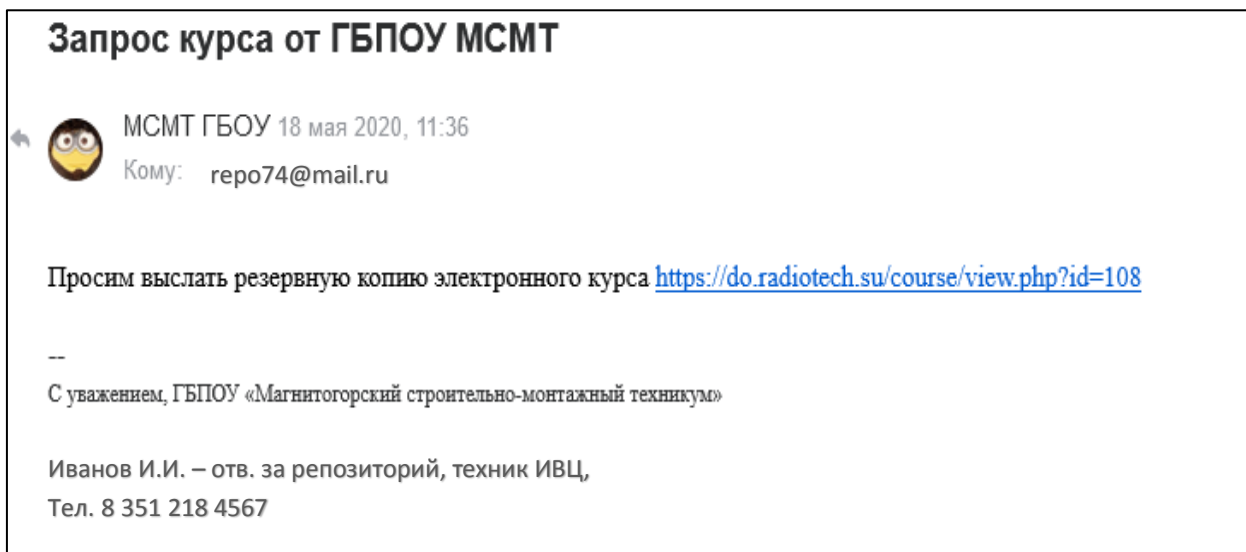 Запрос курса от ГБПОУ МСМТ
МСМТ ГБОУ 18 мая 2020, 11:36
Кому: repo74@mail.ru
Просим выслать резервную копию электронного курса https://do.radiotech.su/course/view.php?id=108
--
С уважением, ГБПОУ «Магнитогорский строительно-монтажный техникум»
Иванов И.И. – отв. за репозиторий, техник ИВЦ,
Тел. 8 351 218 4567